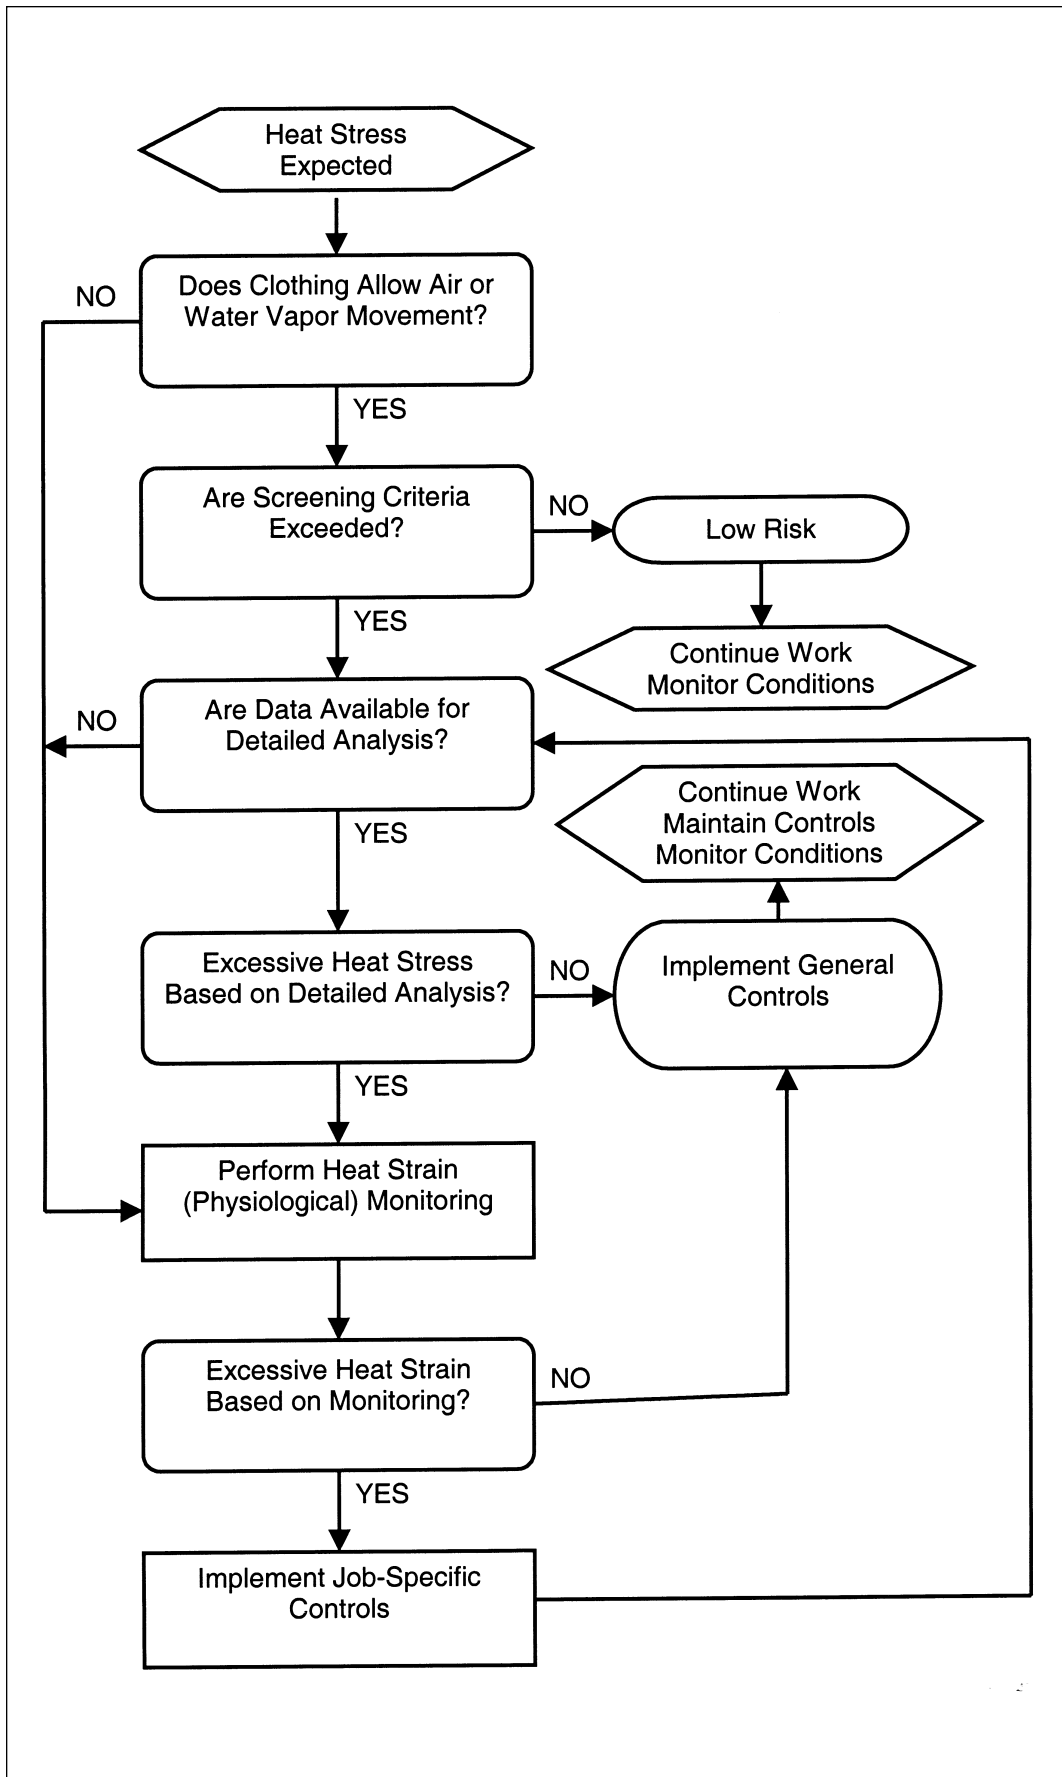 Heat Stress
Expected
Does Clothing Allow Air or
Water Vapor Movement?
NO
YES
Are Screening Criteria
Exceeded?
NO
Low Risk
YES
Continue Work
Monitor Conditions
Are Data Available for
Detailed Analysis?
NO
YES
Continue Work
Maintain Controls
Monitor Conditions
Excessive Heat Stress
Based on Detailed Analysis?
NO
Implement General
Controls
YES
Perform Heat Strain
(Physiological) Monitoring
Excessive Heat Strain
Based on Monitoring?
NO
YES
Implement Job-Specific
Controls